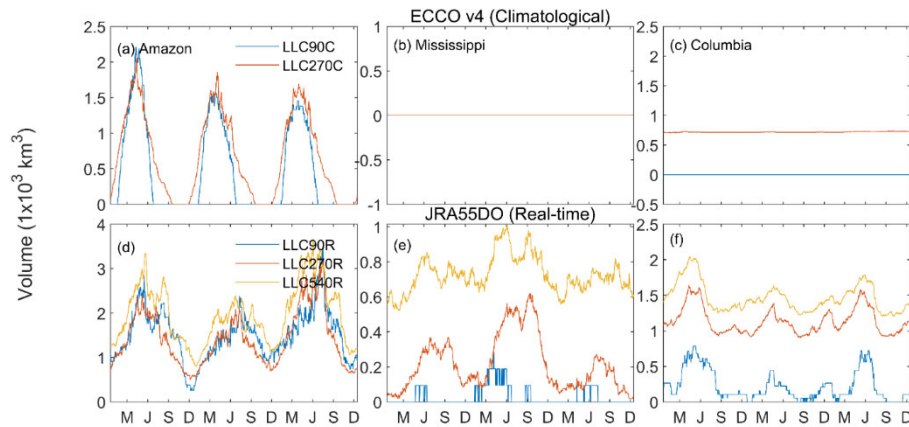 ECCO v4 (Climatological)
(a) Amazon
LLC90C
LLC270C
(b) Mississippi
(c) Columbia
2.5
2
1.5
1
0.5
0
1
0.5
0
-0.5
-1
2
1.5
1
0.5
0
-0.5
Volume (1x10³ km³)
JRA55DO (Real-time)
(d)
LLC90R
LLC270R
LLC540R
(e)
(f)
4
3
2
1
0
1
0.8
0.6
0.4
0.2
0
2.5
2
1.5
1
0.5
0
M J S D M J S D M J S D
M J S D M J S D M J S D
M J S D M J S D M J S D